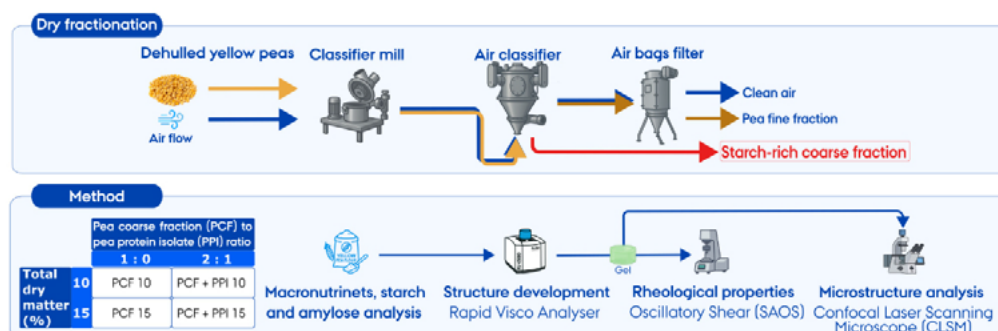 Dry fractionation
Dehulled yellow peas
Classifier mill
Air classifier
Air bags filter
Air flow
Clean air
Pea fine fraction
Starch-rich coarse fraction
Method
Pea coarse fraction (PCF) to
pea protein isolate (PPI) ratio
1 : 0 2 : 1
Total
dry
matter
(%)
10 PCF 10 PCF + PPI 10
15 PCF 15 PCF + PPI 15
Macronutrinets, starch
and amylose analysis
Structure development
Rapid Visco Analyser
Gel
Rheological properties
Oscillatory Shear (SAOS)
Microstructure analysis
Confocal Laser Scanning
Microscope (CLSM)